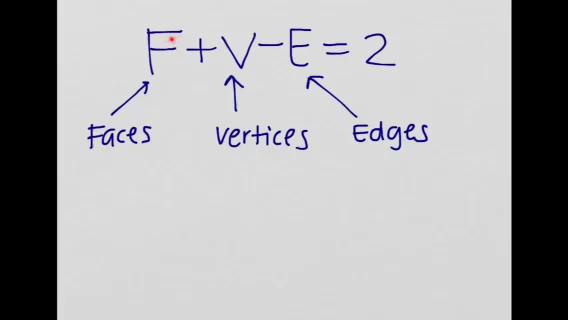 F + V - E = 2
Faces vertices Edges